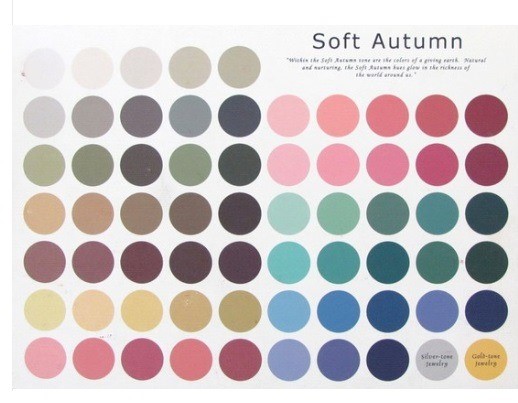 Soft Autumn
"Within the Soft Autumn tone are the colors of a giving earth. Natural
and nurturing, the Soft Autumn hues glow in the richness of
the world around us."
Silver-tone
Jewelry
Gold-tone
Jewelry